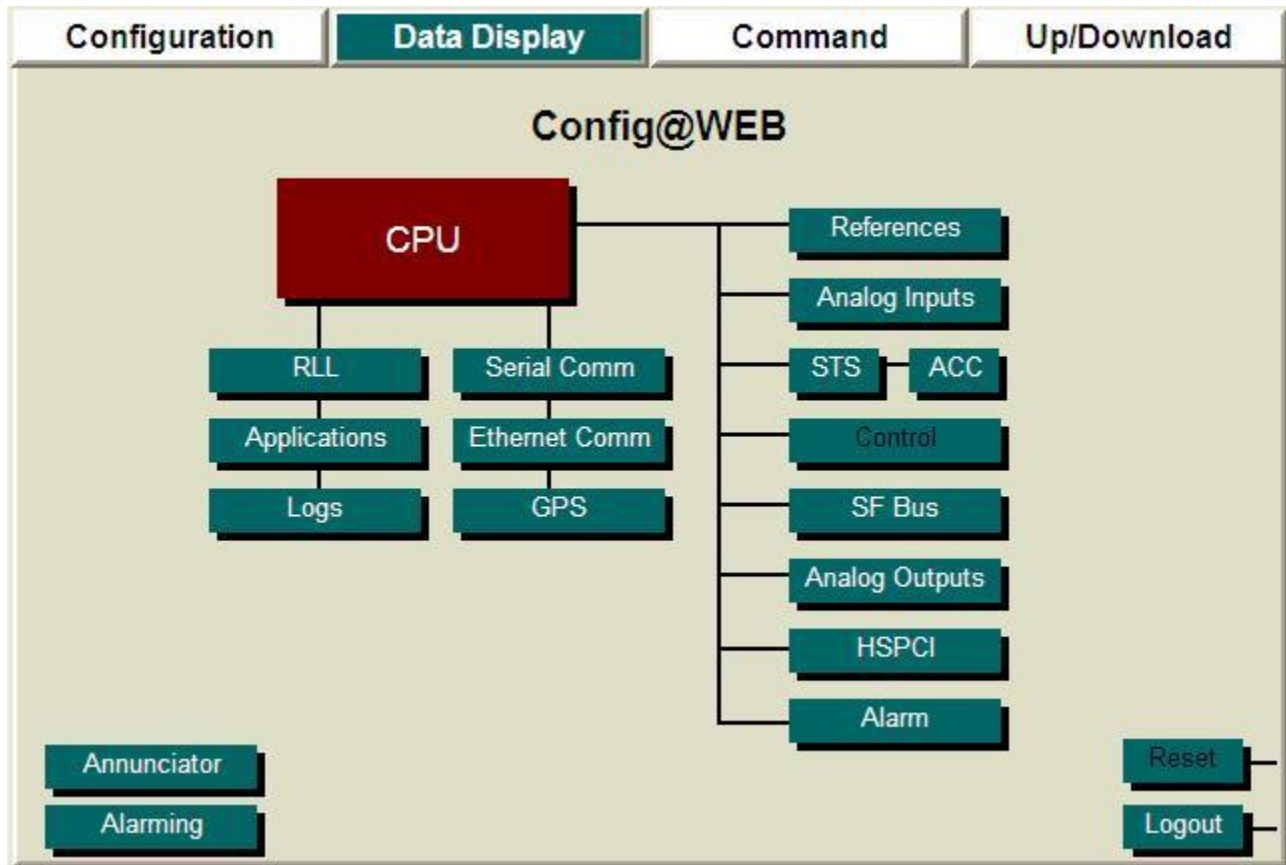 Configuration
Data Display
Command
Up/Download
Config@WEB
CPU
References
Analog Inputs
RLL
Serial Comm
STS
ACC
Applications
Ethernet Comm
Control
Logs
GPS
SF Bus
Analog Outputs
HSPCI
Alarm
Annunciator
Reset
Alarming
Logout